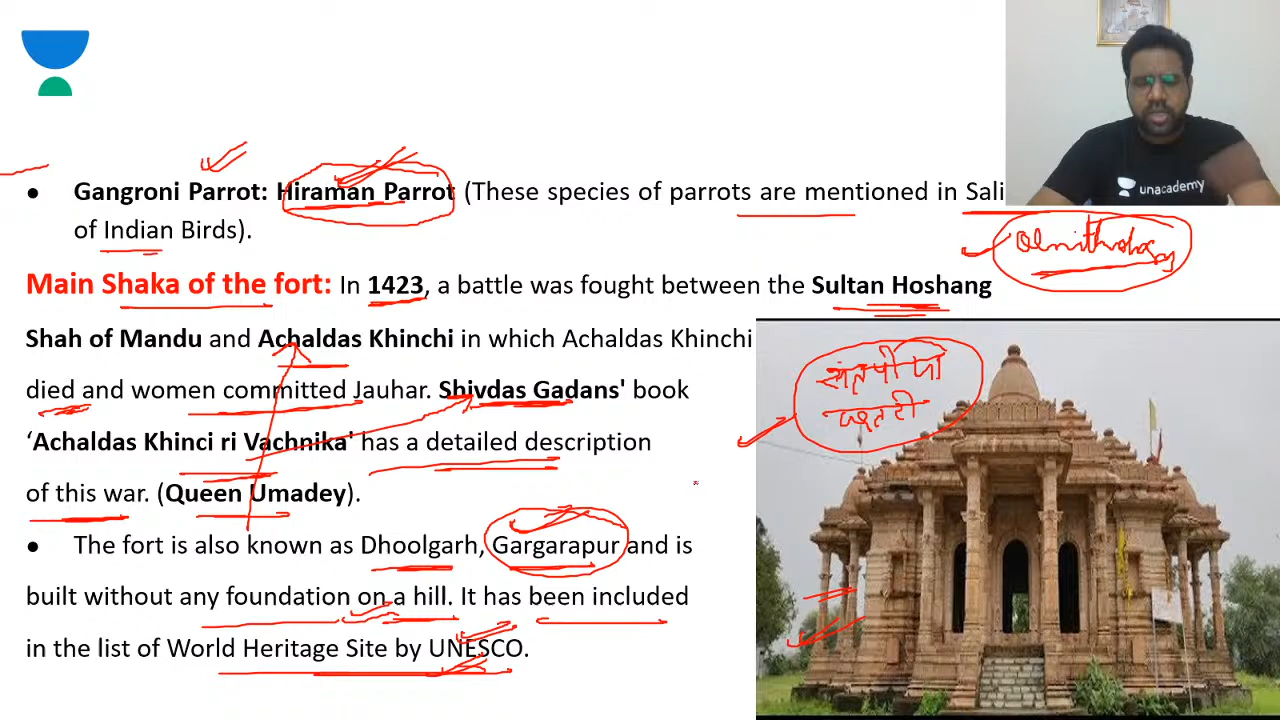 unacademy
Gangroni Parrot: Hiraman Parrot (These species of parrots are mentioned in Sali
of Indian Birds).
Ornithology
Main Shaka of the fort: In 1423, a battle was fought between the Sultan Hoshang
Shah of Mandu and Achaldas Khinchi in which Achaldas Khinchi
died and women committed Jauhar. Shivdas Gadans' book
‘Achaldas Khinci ri Vachnika' has a detailed description
of this war. (Queen Umadey).
The fort is also known as Dhoolgarh, Gargarapur and is
built without any foundation on a hill. It has been included
in the list of World Heritage Site by UNESCO.